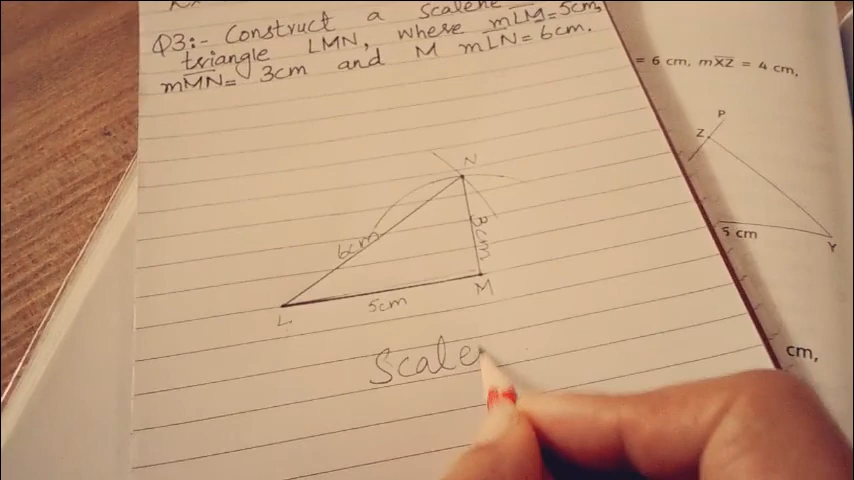 Q3:- Construct a Scalene
triangle LMN, where mLM=5cm,
mMN= 3cm and M mLN=6cm.
= 6 cm, mXZ = 4 cm,
P
Z
N
6cm
3cm
5 cm
Y
M
5cm
L
Scale
cm,